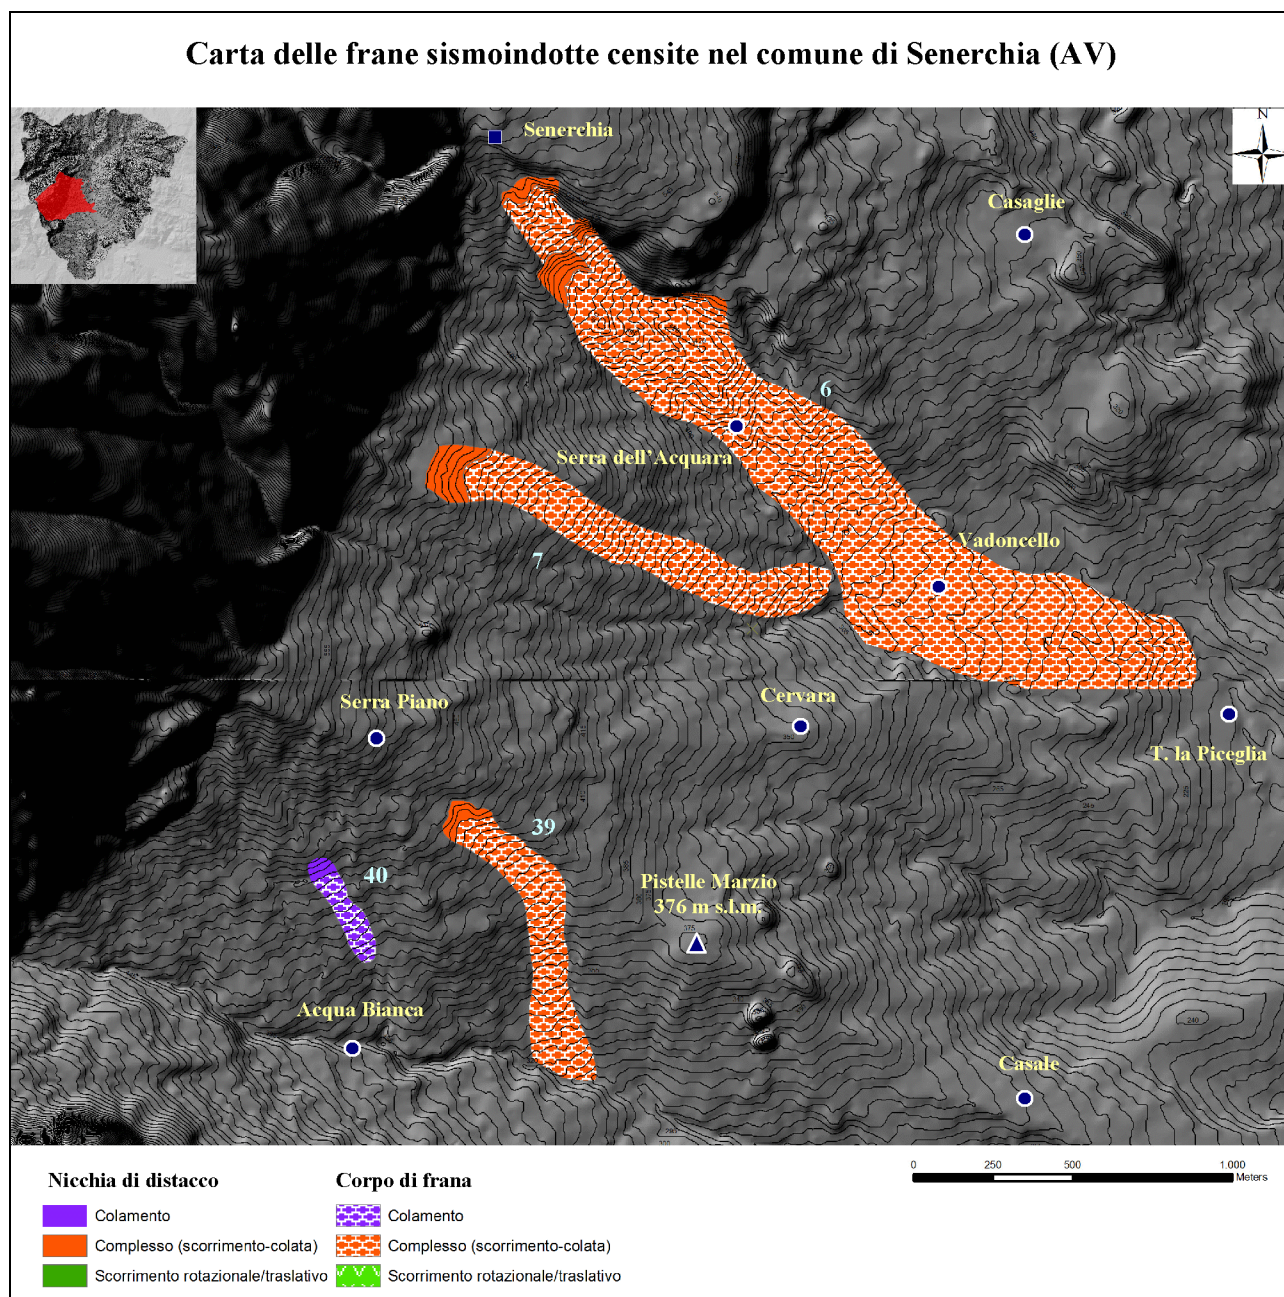 Carta delle frane sismoindotte censite nel comune di Senerchia (AV)
N
Senerchia
Casaglie
6
Serra dell'Acquara
Vadoncello
7
Serra Piano
Cervara
T. la Piceglia
39
40
Pistelle Marzio
376 m s.l.m.
375
Acqua Bianca
240
Casale
Nicchia di distacco
Corpo di frana
0 250 500 1.000
Meters
Colamento
Colamento
Complesso (scorrimento-colata)
Complesso (scorrimento-colata)
Scorrimento rotazionale/traslativo
Scorrimento rotazionale/traslativo